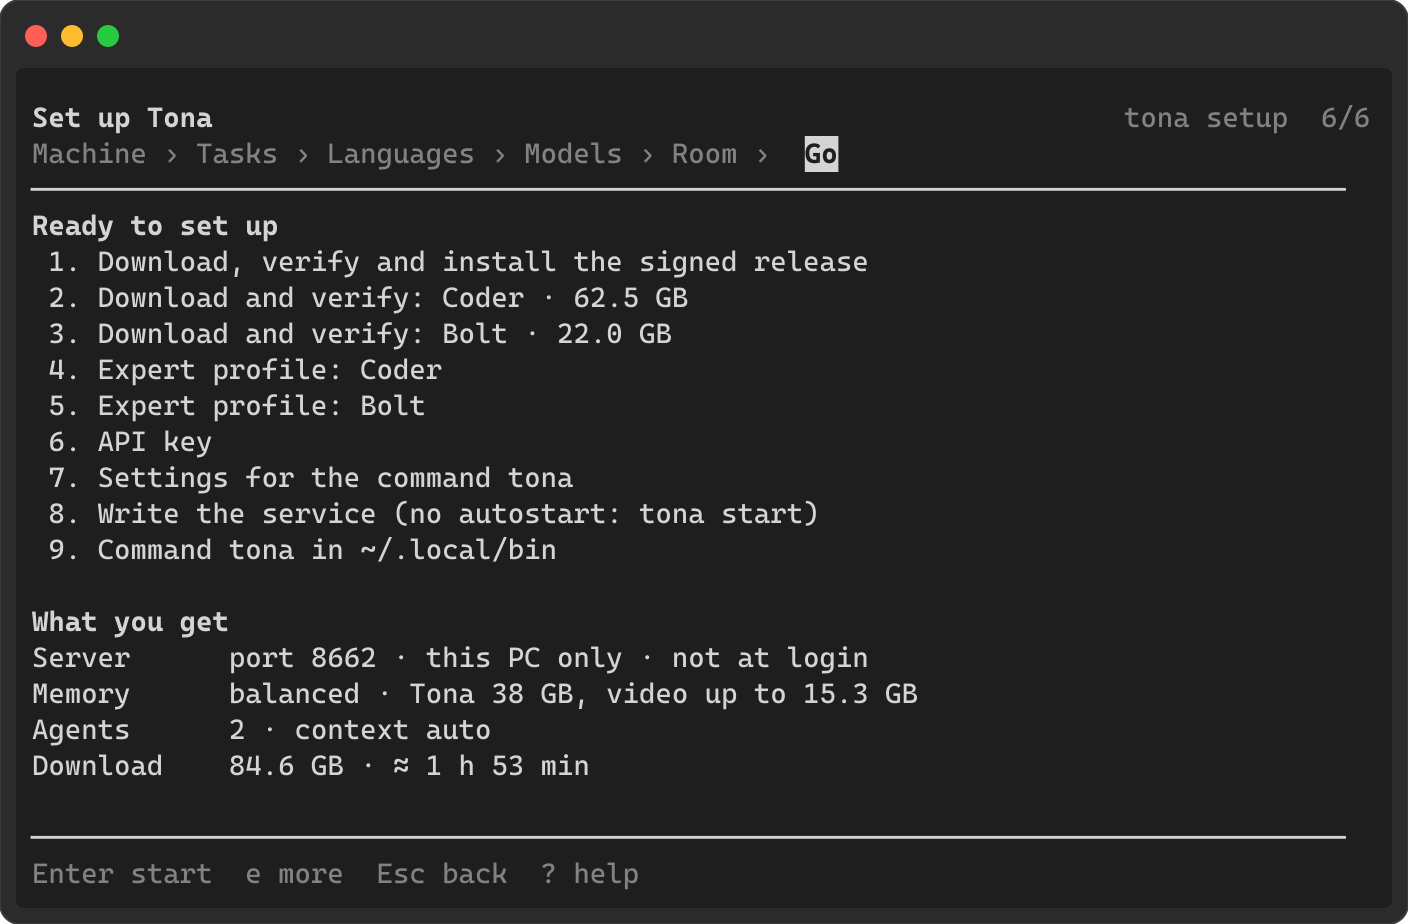 Set up Tona tona setup 6/6
Machine › Tasks › Languages › Models › Room › Go
Ready to set up
1. Download, verify and install the signed release
2. Download and verify: Coder · 62.5 GB
3. Download and verify: Bolt · 22.0 GB
4. Expert profile: Coder
5. Expert profile: Bolt
6. API key
7. Settings for the command tona
8. Write the service (no autostart: tona start)
9. Command tona in ~/.local/bin
What you get
Server port 8662 · this PC only · not at login
Memory balanced · Tona 38 GB, video up to 15.3 GB
Agents 2 · context auto
Download 84.6 GB · ≈ 1 h 53 min
Enter start e more Esc back ? help